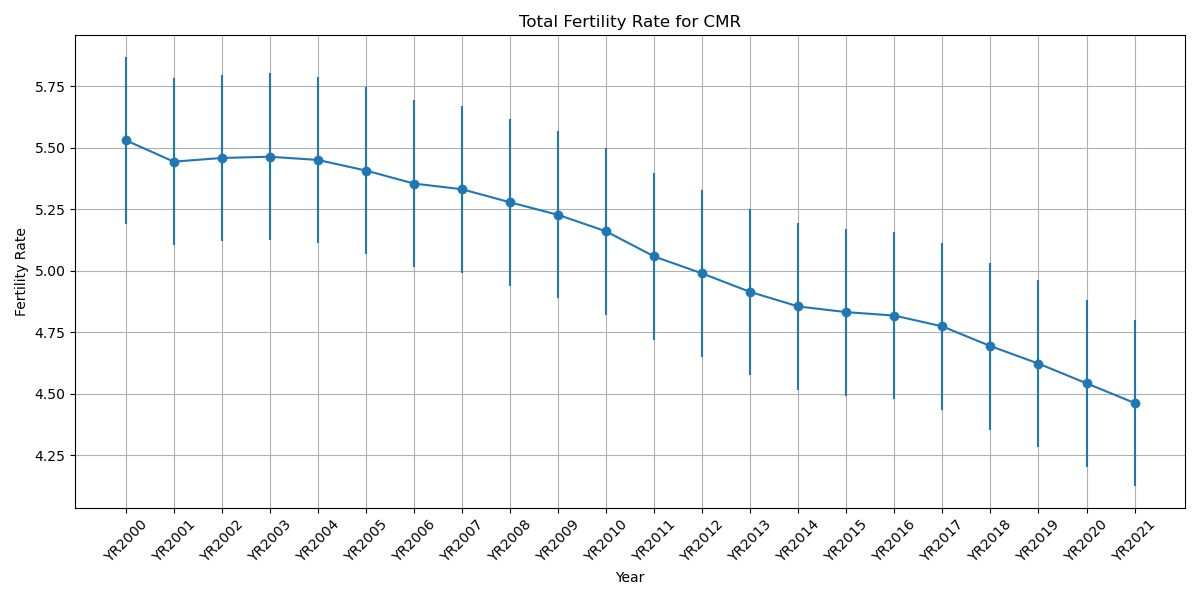 Total Fertility Rate for CMR
Fertility Rate
5.75
5.50
5.25
5.00
4.75
4.50
4.25
YR2000
YR2001
YR2002
YR2003
YR2004
YR2005
YR2006
YR2007
YR2008
YR2009
YR2010
YR2011
YR2012
YR2013
YR2014
YR2015
YR2016
YR2017
YR2018
YR2019
YR2020
YR2021
Year